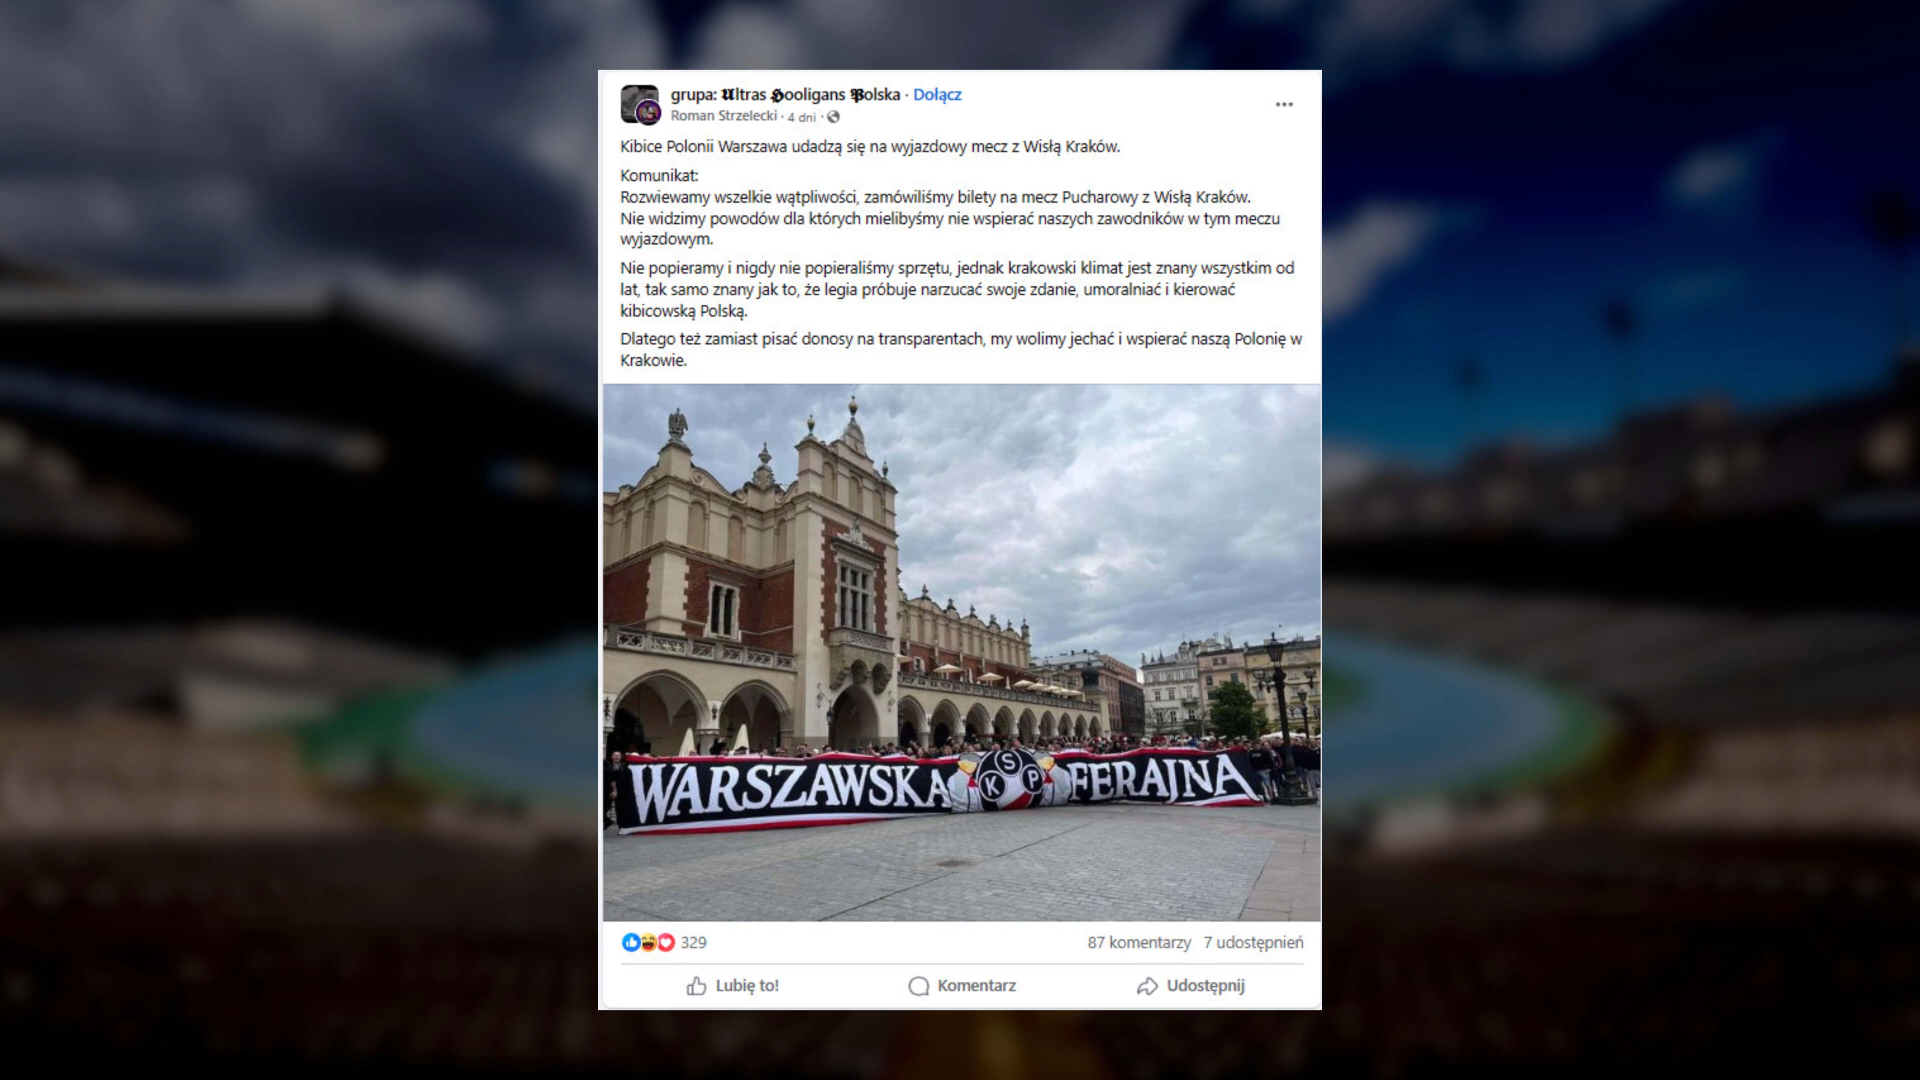 grupa: 𝖀ltras 𝕳ooligans 𝕻olska · Dołącz
Roman Strzelecki · 4 dni ·
Kibice Polonii Warszawa udadzą się na wyjazdowy mecz z Wisłą Kraków.
Komunikat:
Rozwiewamy wszelkie wątpliwości, zamówiliśmy bilety na mecz Pucharowy z Wisłą Kraków.
Nie widzimy powodów dla których mielibyśmy nie wspierać naszych zawodników w tym meczu
wyjazdowym.
Nie popieramy i nigdy nie popieraliśmy sprzętu, jednak krakowski klimat jest znany wszystkim od
lat, tak samo znany jak to, że legia próbuje narzucać swoje zdanie, umoralniać i kierować
kibicowską Polską.
Dlatego też zamiast pisać donosy na transparentach, my wolimy jechać i wspierać naszą Polonię w
Krakowie.
WARSZAWSKA KSP FERAJNA
329 87 komentarzy 7 udostępnień
Lubię to! Komentarz Udostępnij